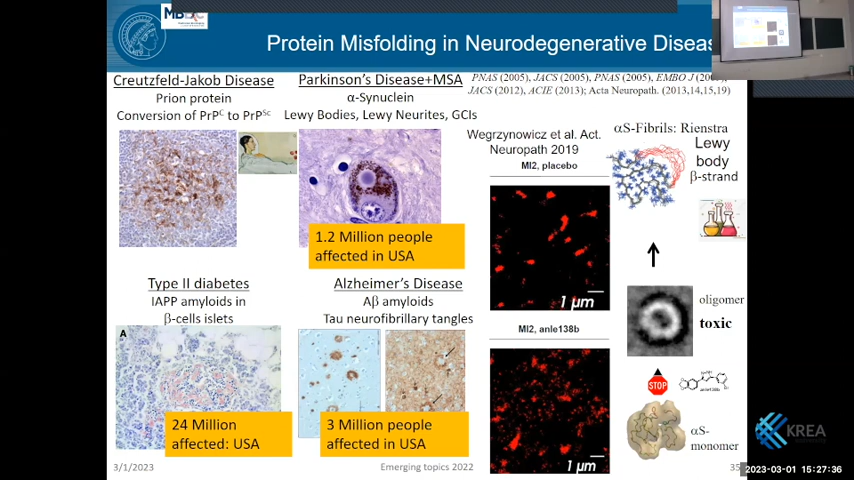 Protein Misfolding in Neurodegenerative Diseas
Creutzfeld-Jakob Disease
Prion protein
Conversion of PrPC to PrPSc
Parkinson's Disease+MSA
α-Synuclein
Lewy Bodies, Lewy Neurites, GCIs
PNAS (2005), JACS (2005), PNAS (2005), EMBO J
JACS (2012), ACIE (2013); Acta Neuropath. (2013,14,15,19)
Wegrzynowicz et al. Act.
Neuropath 2019
MI2, placebo
1 µm
αS-Fibrils: Rienstra
Lewy
body
β-strand
1.2 Million people
affected in USA
Type II diabetes
IAPP amyloids in
β-cells islets
A
24 Million
affected: USA
Alzheimer's Disease
Aβ amyloids
Tau neurofibrillary tangles
3 Million people
affected in USA
MI2, anle138b
1 µm
oligomer
toxic
STOP
anle138b
αS-
monomer
KREA
3/1/2023
Emerging topics 2022
35
2023-03-01 15:27:36